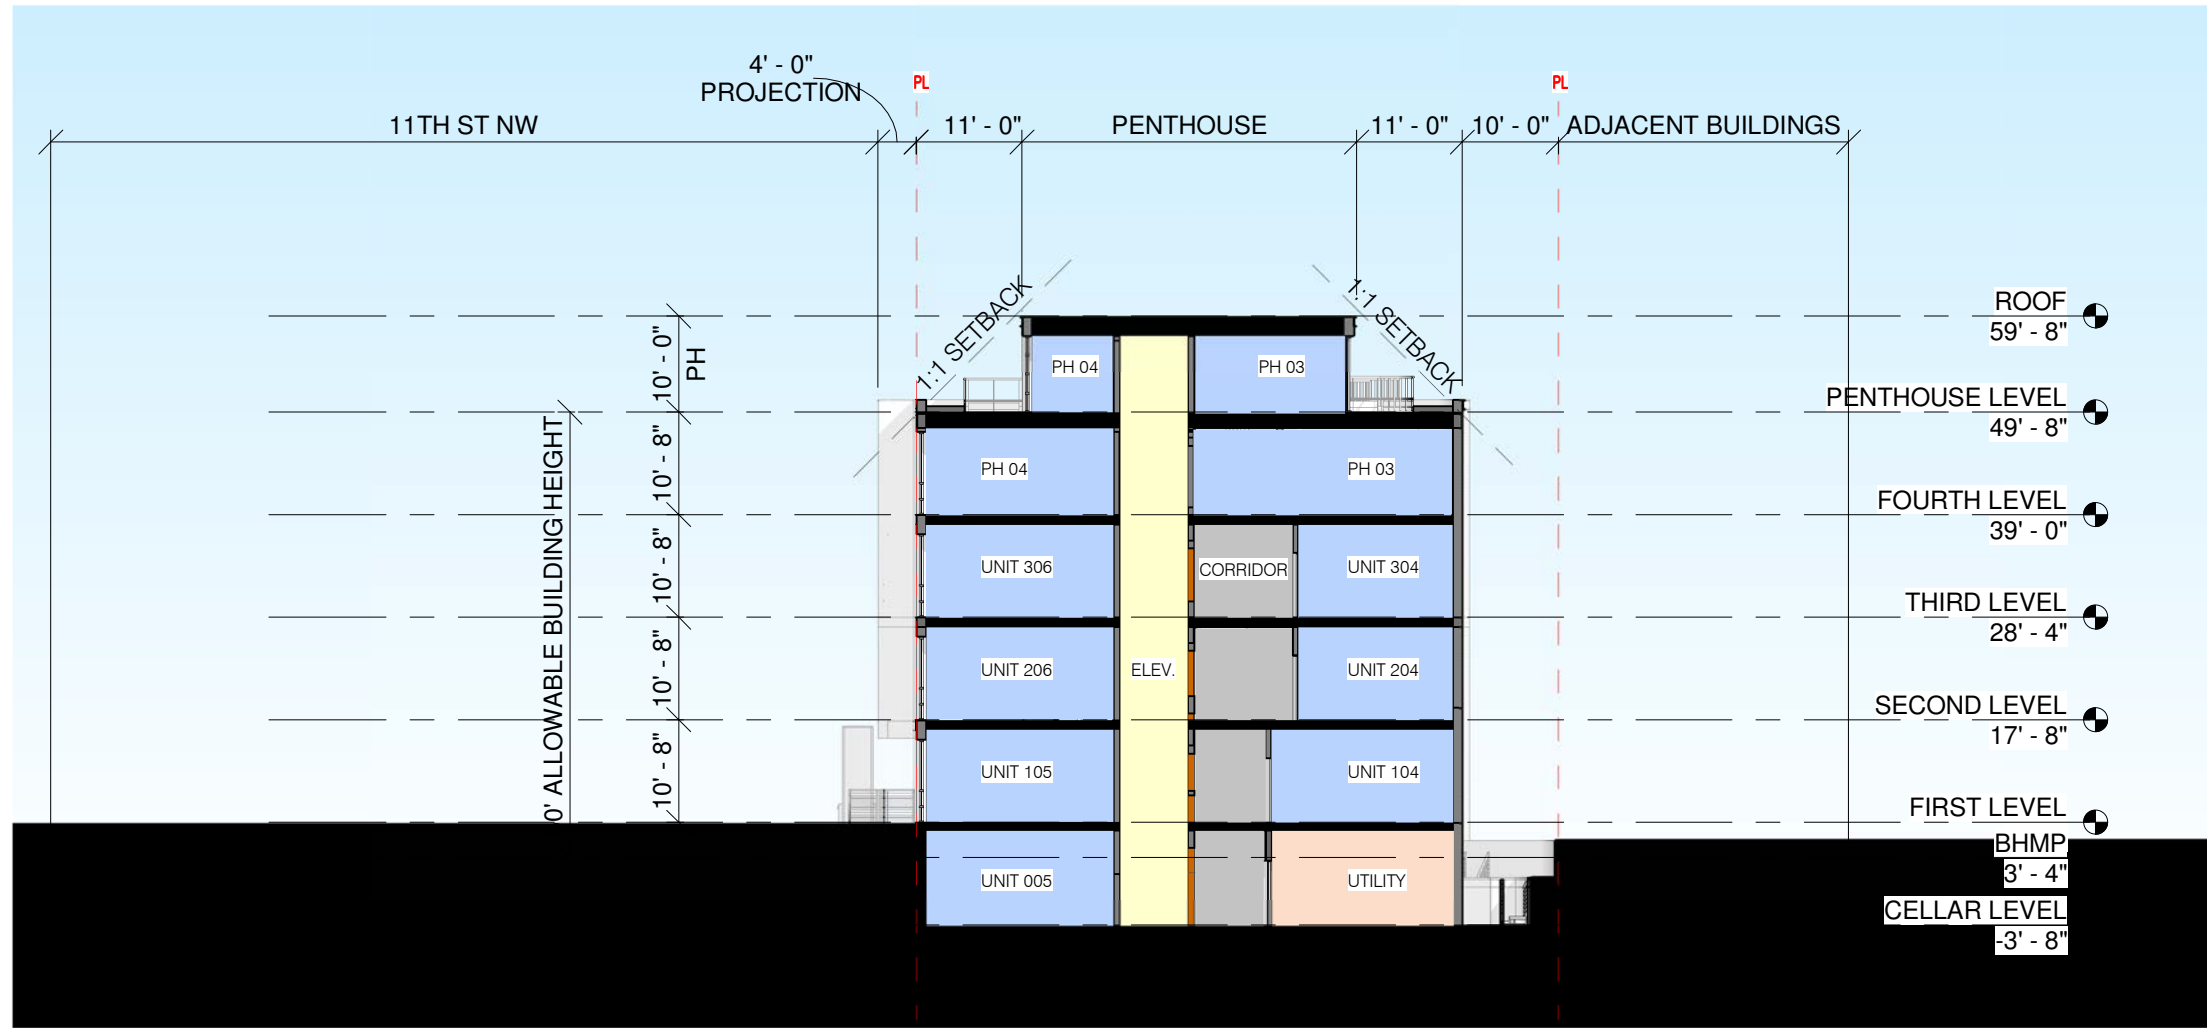 4' - 0"
PROJECTION
PL
PL
11TH ST NW
11' - 0"
PENTHOUSE
11' - 0"
10' - 0"
ADJACENT BUILDINGS
1:1 SETBACK
1:1 SETBACK
ROOF
59' - 8"
10' - 0"
PH
PH 04
PH 03
PENTHOUSE LEVEL
49' - 8"
0' ALLOWABLE BUILDING HEIGHT
10' - 8"
PH 04
PH 03
FOURTH LEVEL
39' - 0"
10' - 8"
UNIT 306
CORRIDOR
UNIT 304
THIRD LEVEL
28' - 4"
10' - 8"
UNIT 206
ELEV.
UNIT 204
SECOND LEVEL
17' - 8"
10' - 8"
UNIT 105
UNIT 104
FIRST LEVEL
BHMP
3' - 4"
UNIT 005
UTILITY
CELLAR LEVEL
-3' - 8"